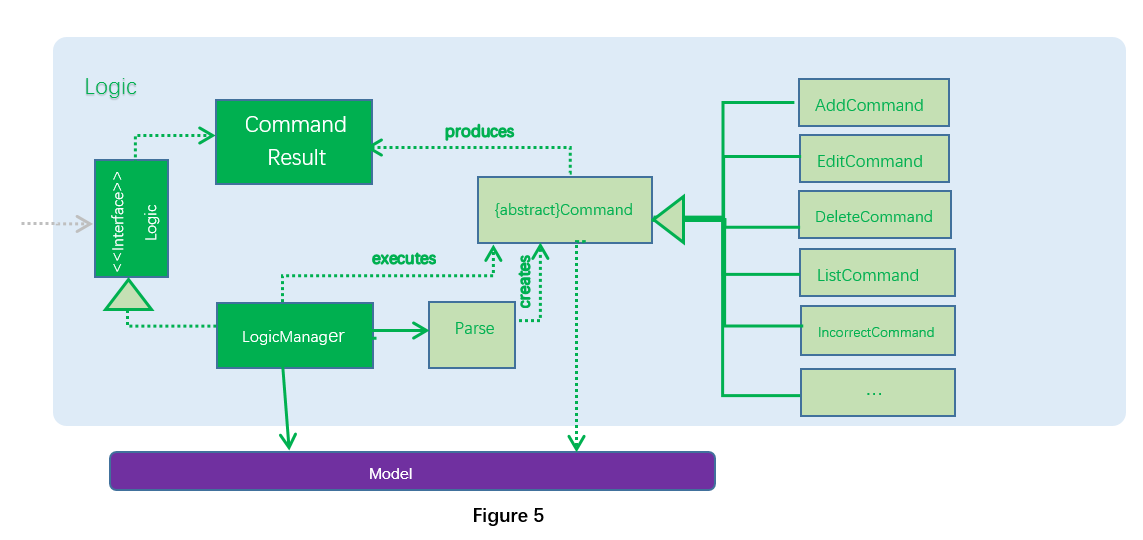 Logic
Command
Result
produces
AddCommand
EditCommand
<<Interface>>
Logic
{abstract}Command
DeleteCommand
executes
creates
ListCommand
LogicManager
Parse
IncorrectCommand
...
Model
Figure 5